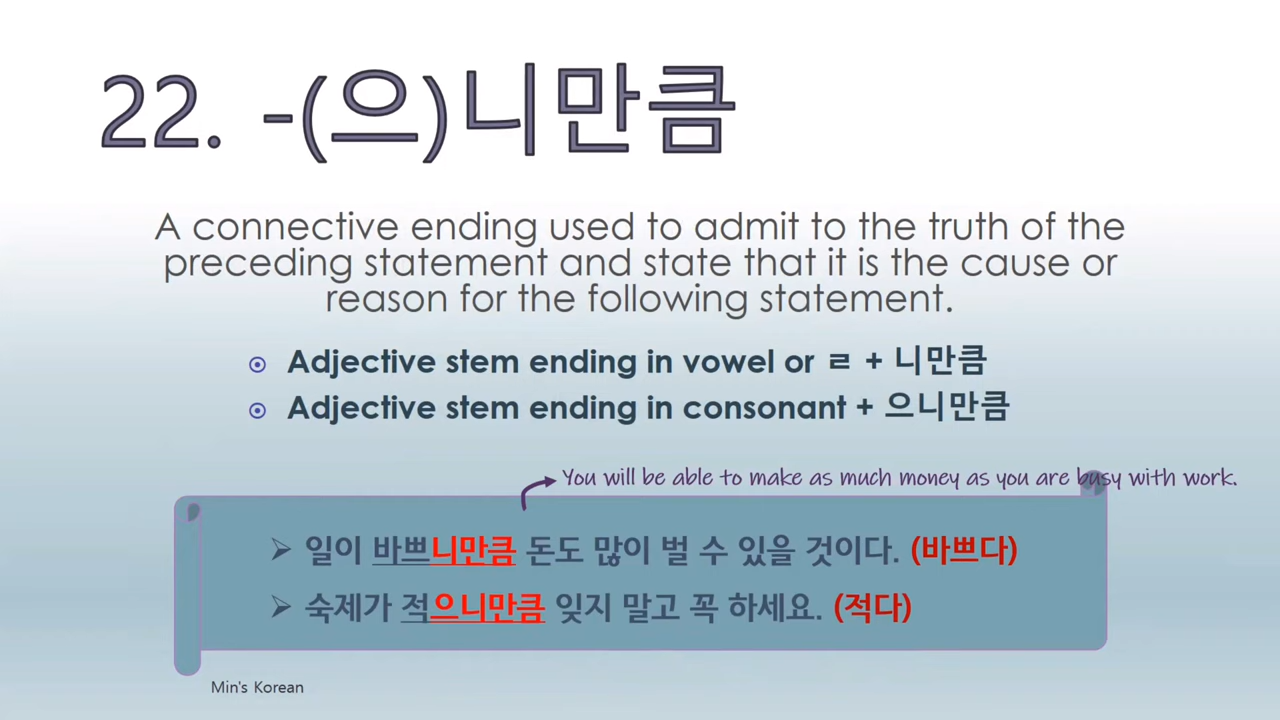 22. -(으)니만큼
A connective ending used to admit to the truth of the
preceding statement and state that it is the cause or
reason for the following statement.
Adjective stem ending in vowel or ㄹ + 니만큼
Adjective stem ending in consonant + 으니만큼
You will be able to make as much money as you are busy with work.
일이 바쁘니만큼 돈도 많이 벌 수 있을 것이다. (바쁘다)
숙제가 적으니만큼 잊지 말고 꼭 하세요. (적다)
Min's Korean